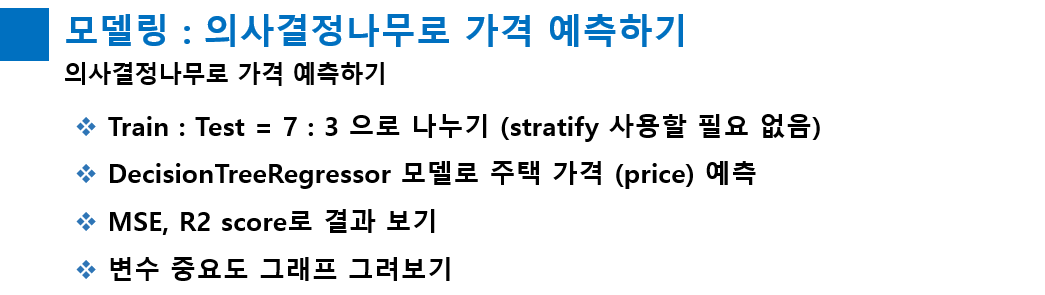 모델링 : 의사결정나무로 가격 예측하기
의사결정나무로 가격 예측하기
❖ Train : Test = 7 : 3 으로 나누기 (stratify 사용할 필요 없음)
❖ DecisionTreeRegressor 모델로 주택 가격 (price) 예측
❖ MSE, R2 score로 결과 보기
❖ 변수 중요도 그래프 그려보기